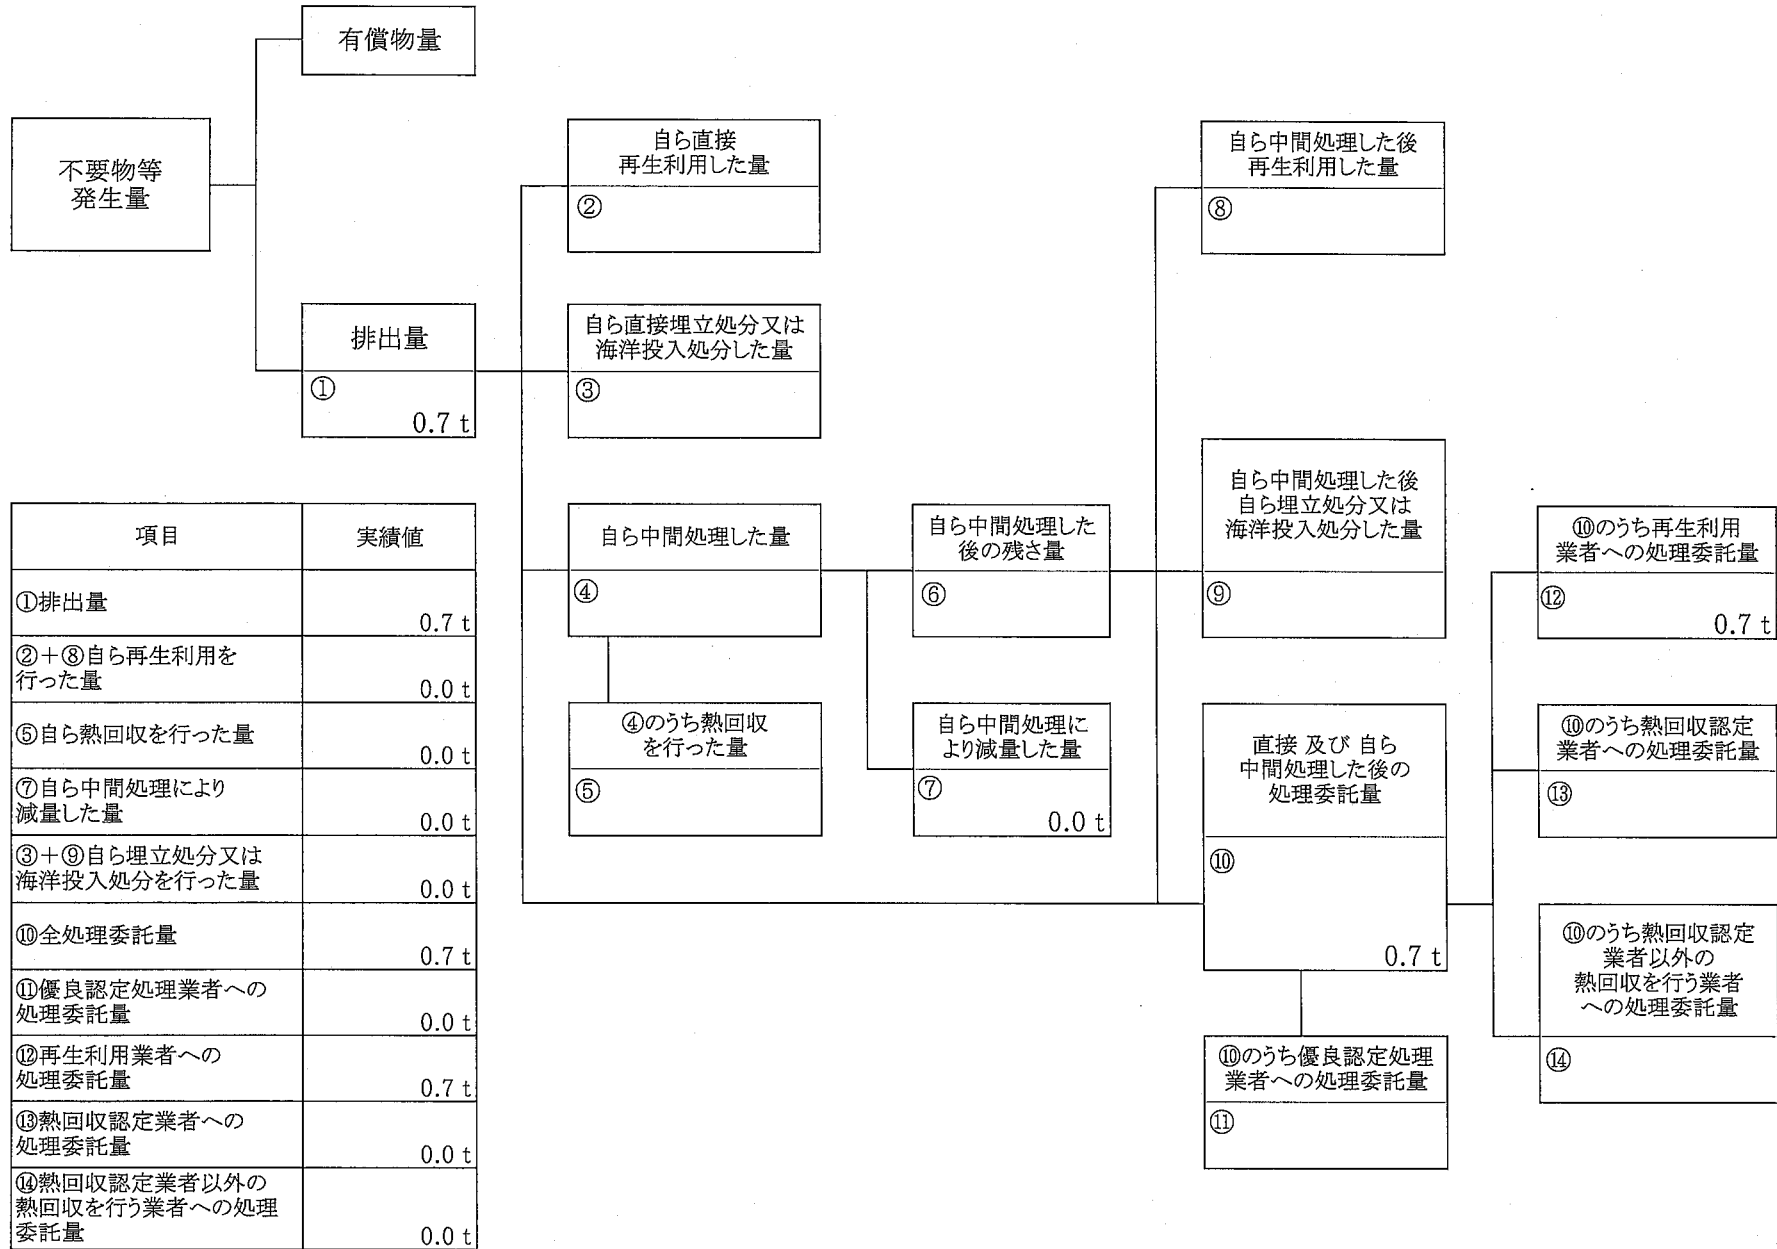 有償物量
不要物等
発生量
排出量
①
0.7 t
自ら直接
再生利用した量
②
自ら直接埋立処分又は
海洋投入処分した量
③
自ら中間処理した量
④
④のうち熱回収
を行った量
⑤
自ら中間処理した
後の残さ量
⑥
自ら中間処理に
より減量した量
⑦
0.0 t
自ら中間処理した後
再生利用した量
⑧
自ら中間処理した後
自ら埋立処分又は
海洋投入処分した量
⑨
直接 及び 自ら
中間処理した後の
処理委託量
⑩
0.7 t
⑩のうち優良認定処理
業者への処理委託量
⑪
⑩のうち再生利用
業者への処理委託量
⑫
0.7 t
⑩のうち熱回収認定
業者への処理委託量
⑬
⑩のうち熱回収認定
業者以外の
熱回収を行う業者
への処理委託量
⑭
項目 実績値
①排出量
0.7 t
②+⑧自ら再生利用を
行った量
0.0 t
⑤自ら熱回収を行った量
0.0 t
⑦自ら中間処理により
減量した量
0.0 t
③+⑨自ら埋立処分又は
海洋投入処分を行った量
0.0 t
⑩全処理委託量
0.7 t
⑪優良認定処理業者への
処理委託量
0.0 t
⑫再生利用業者への
処理委託量
0.7 t
⑬熱回収認定業者への
処理委託量
0.0 t
⑭熱回収認定業者以外の
熱回収を行う業者への処理
委託量
0.0 t